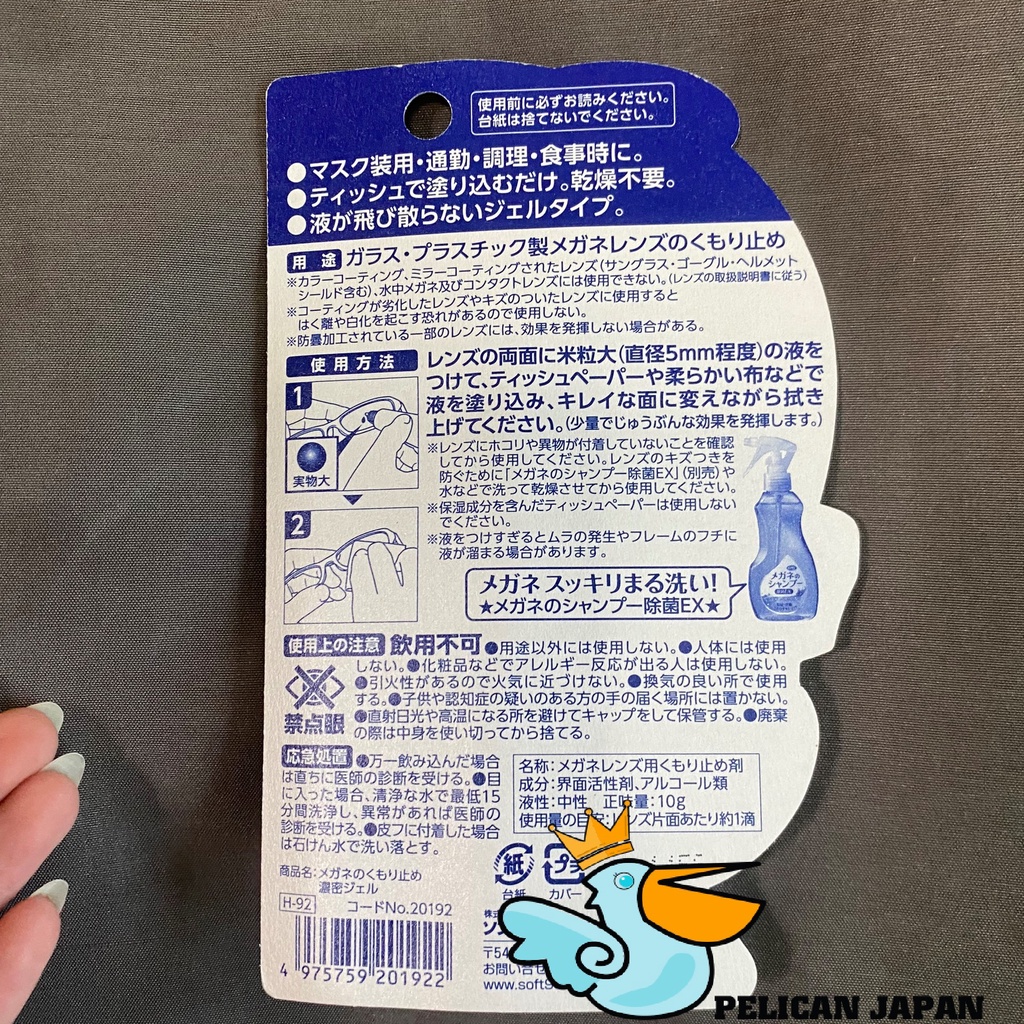 使用前に必ずお読みください。
台紙は捨てないでください。
●マスク装用・通勤・調理・食事時に。
●ティッシュで塗り込むだけ。乾燥不要。
●液が飛び散らないジェルタイプ。
用途 ガラス・プラスチック製メガネレンズのくもり止め
※カラーコーティング、ミラーコーティングされたレンズ(サングラス・ゴーグル・ヘルメット
シールド含む)、水中メガネ及びコンタクトレンズには使用できない。(レンズの取扱説明書に従う)
※コーティングが劣化したレンズやキズのついたレンズに使用すると
はく離や白化を起こす恐れがあるので使用しない。
※防曇加工されている一部のレンズには、効果を発揮しない場合がある。
使用方法
1
実物大
2
レンズの両面に米粒大(直径5mm程度)の液を
つけて、ティッシュペーパーや柔らかい布などで
液を塗り込み、キレイな面に変えながら拭き
上げてください。(少量でじゅうぶんな効果を発揮します。)
※レンズにホコリや異物が付着していないことを確認
してから使用してください。レンズのキズつきを
防ぐために「メガネのシャンプー除菌EX」(別売)や
水などで洗って乾燥させてから使用してください。
※保湿成分を含んだティッシュペーパーは使用しない
でください。
※液をつけすぎるとムラの発生やフレームのフチに
液が溜まる場合があります。
メガネの
シャンプー
メガネ スッキリまる洗い!
★メガネのシャンプー除菌EX★
使用上の注意 飲用不可 ●用途以外には使用しない。●人体には使用
しない。●化粧品などでアレルギー反応が出る人は使用しない。
●引火性があるので火気に近づけない。●換気の良い所で使用
する。●子供や認知症の疑いのある方の手の届く場所には置かない。
●直射日光や高温になる所を避けてキャップをして保管する。●廃棄
の際は中身を使い切ってから捨てる。
禁点眼
応急処置 ●万一飲み込んだ場合
は直ちに医師の診断を受ける。●目
に入った場合、清浄な水で最低15
分間洗浄し、異常があれば医師の
診断を受ける。●皮フに付着した場合
は石けん水で洗い落とす。
名称:メガネレンズ用くもり止め剤
成分:界面活性剤、アルコール類
液性:中性 正味量:10g
使用量の目安:レンズ片面あたり約1滴
商品名:メガネのくもり止め
濃密ジェル
H-92 コードNo.20192
4 975759 201922
紙
台紙
プラ
カバー
株式
ソフ
〒54
お問い合せ
www.soft9
PELICAN JAPAN